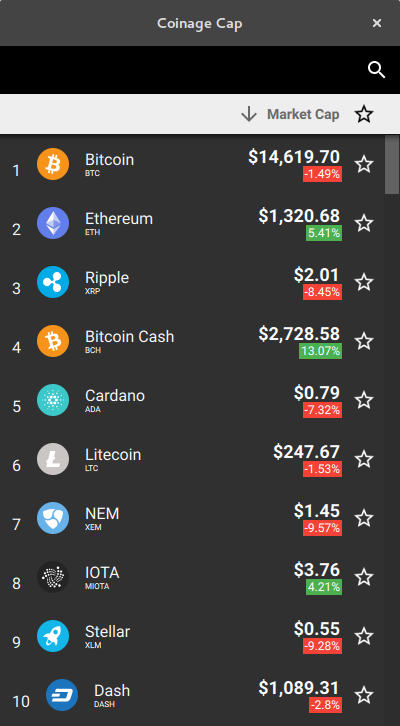 Coinage Cap
Market Cap
1 Bitcoin $14,619.70
BTC -1.49%
2 Ethereum $1,320.68
ETH 5.41%
3 Ripple $2.01
XRP -8.45%
4 Bitcoin Cash $2,728.58
BCH 13.07%
5 Cardano $0.79
ADA -7.32%
6 Litecoin $247.67
LTC -1.53%
7 NEM $1.45
XEM -9.57%
8 IOTA $3.76
MIOTA 4.21%
9 Stellar $0.55
XLM -9.28%
10 Dash $1,089.31
DASH -2.8%